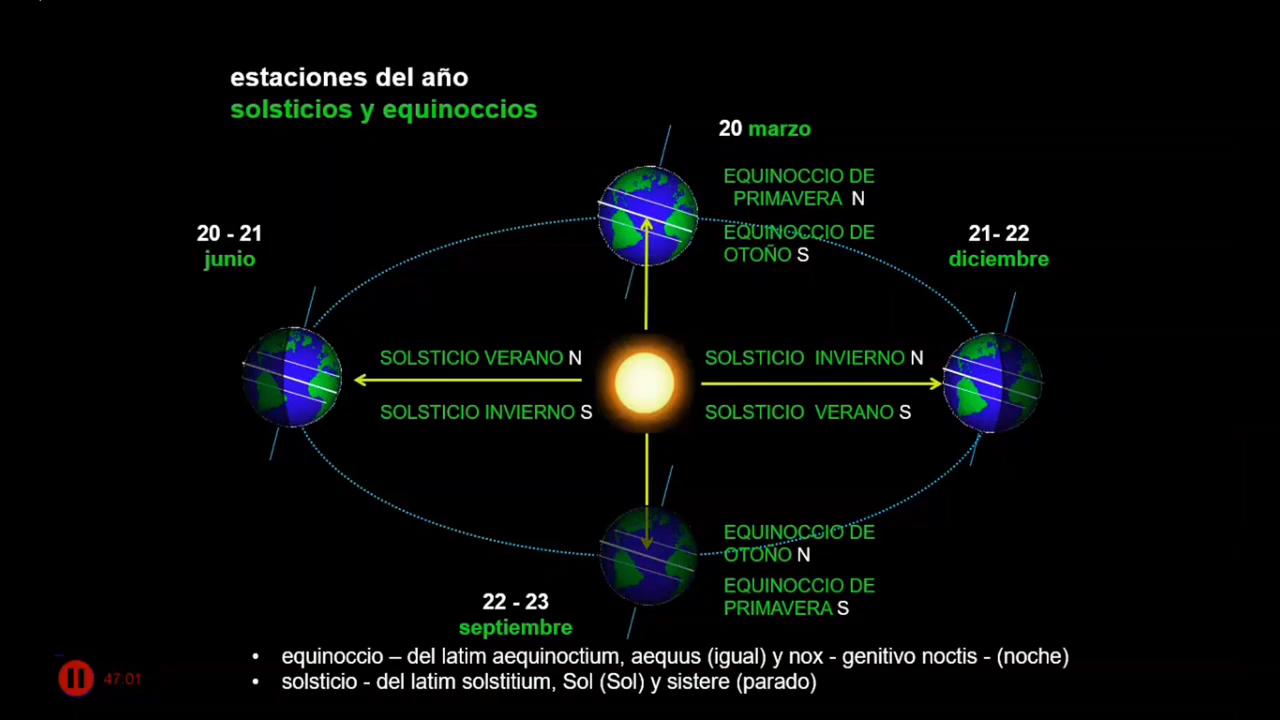 estaciones del año
solsticios y equinoccios
20 marzo
EQUINOCCIO DE
PRIMAVERA N
EQUINOCCIO DE
OTOÑO S
20 - 21
junio
21- 22
diciembre
SOLSTICIO VERANO N
SOLSTICIO INVIERNO S
SOLSTICIO INVIERNO N
SOLSTICIO VERANO S
EQUINOCCIO DE
OTOÑO N
EQUINOCCIO DE
PRIMAVERA S
22 - 23
septiembre
• equinoccio – del latim aequinoctium, aequus (igual) y nox - genitivo noctis - (noche)
• solsticio - del latim solstitium, Sol (Sol) y sistere (parado)
47:01